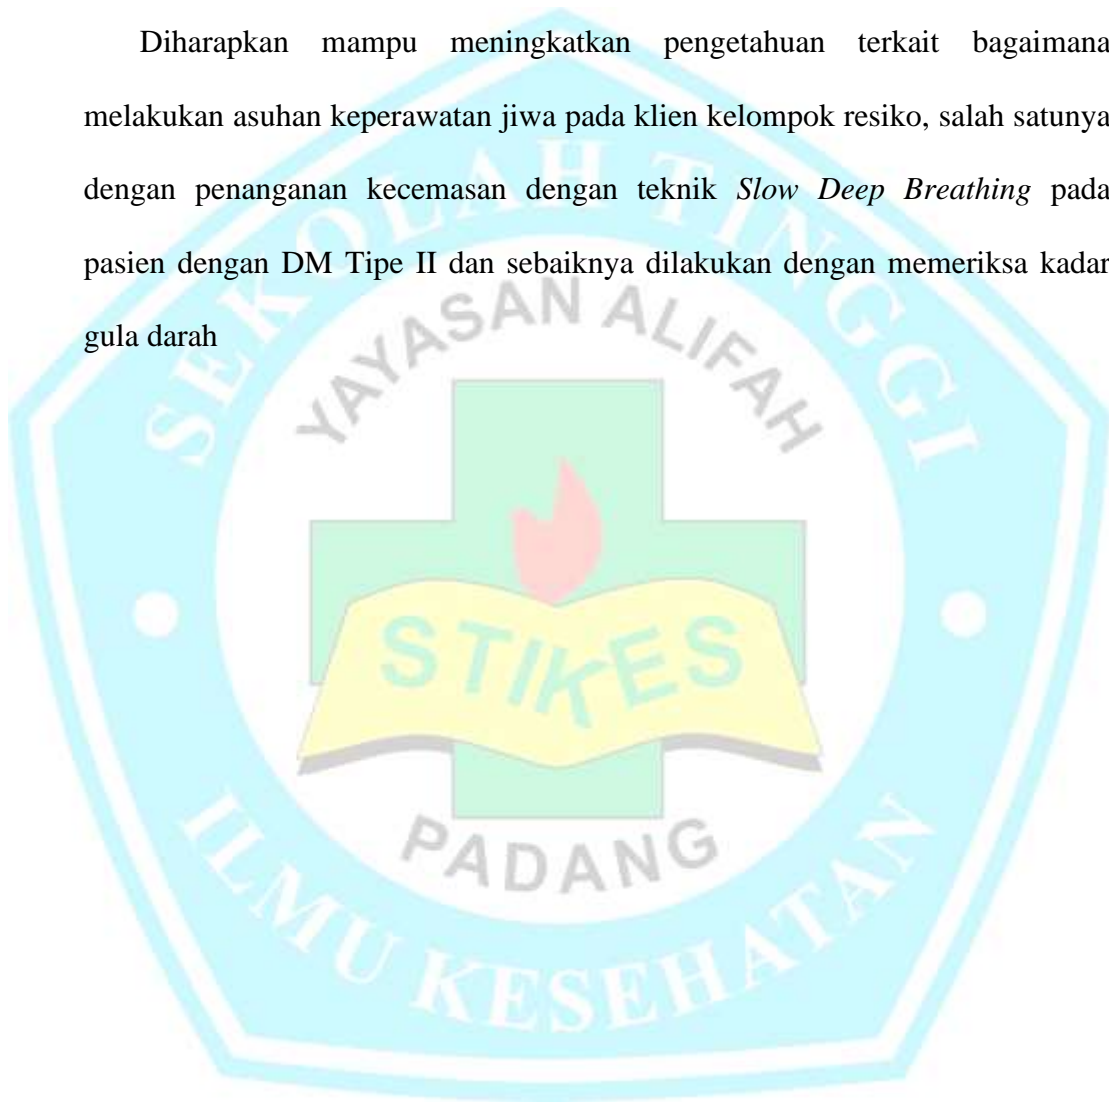 Diharapkan mampu meningkatkan pengetahuan terkait bagaimana
melakukan asuhan keperawatan jiwa pada klien kelompok resiko, salah satunya
dengan penanganan kecemasan dengan teknik Slow Deep Breathing pada
pasien dengan DM Tipe II dan sebaiknya dilakukan dengan memeriksa kadar
gula darah
SEKOLAH TINGGI
YAYASAN ALIFAH
STIKES
PADANG
ILMU KESEHATAN